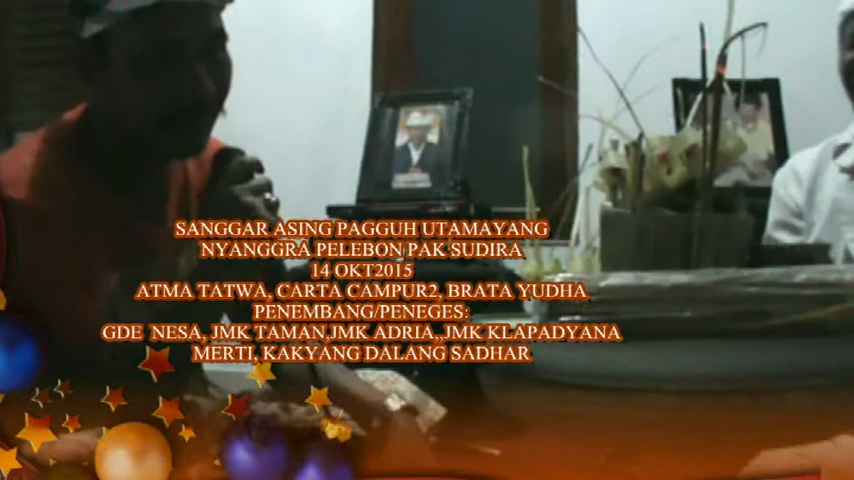 SANGGAR ASING PAGGUH UTAMAYANG
NYANGGRA PELEBON PAK SUDIRA
14 OKT2015
ATMA TATWA, CARTA CAMPUR2, BRATA YUDHA
PENEMBANG/PENEGES:
GDE NESA, JMK TAMAN,JMK ADRIA,,,JMK KLAPADYANA
MERTI, KAKYANG DALANG SADHAR